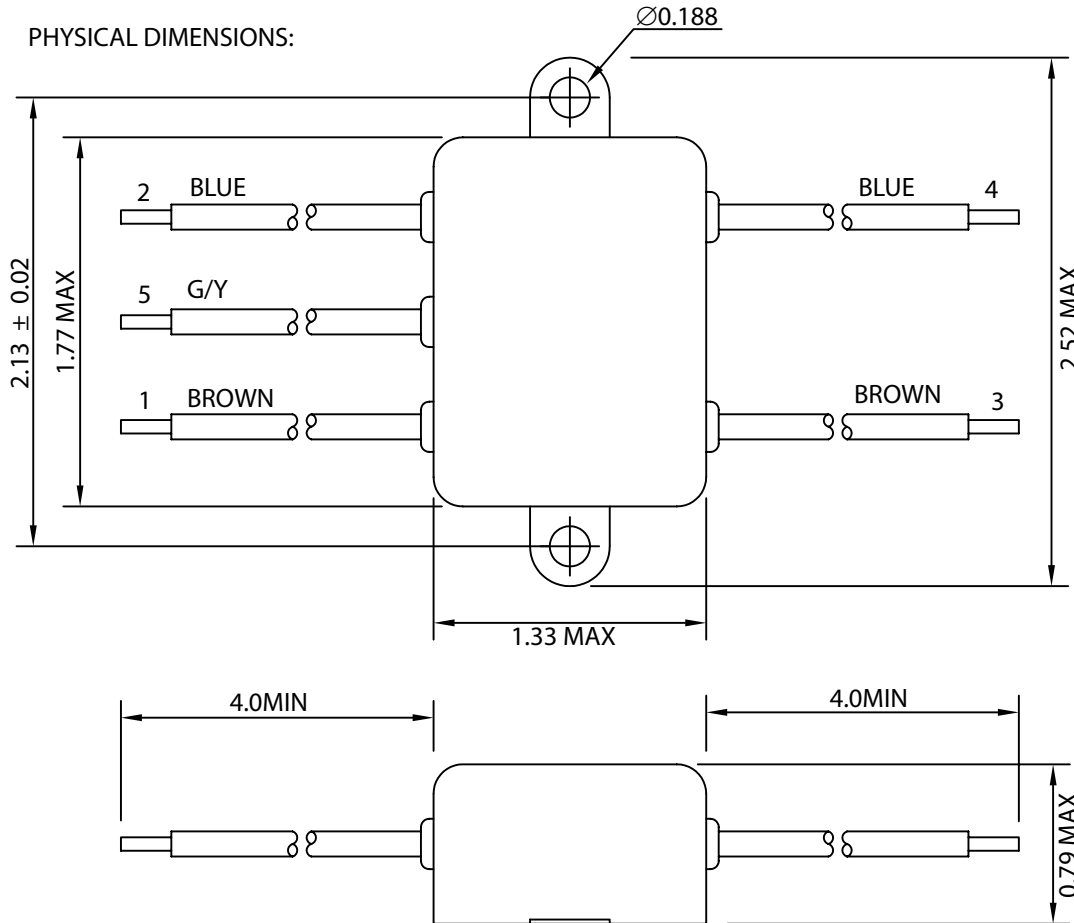 ∅0.188
PHYSICAL DIMENSIONS:
2 BLUE
BLUE 4
5 G/Y
1 BROWN
BROWN 3
2.13 ± 0.02
1.77 MAX
2.52 MAX
1.33 MAX
4.0MIN
4.0MIN
0.79 MAX